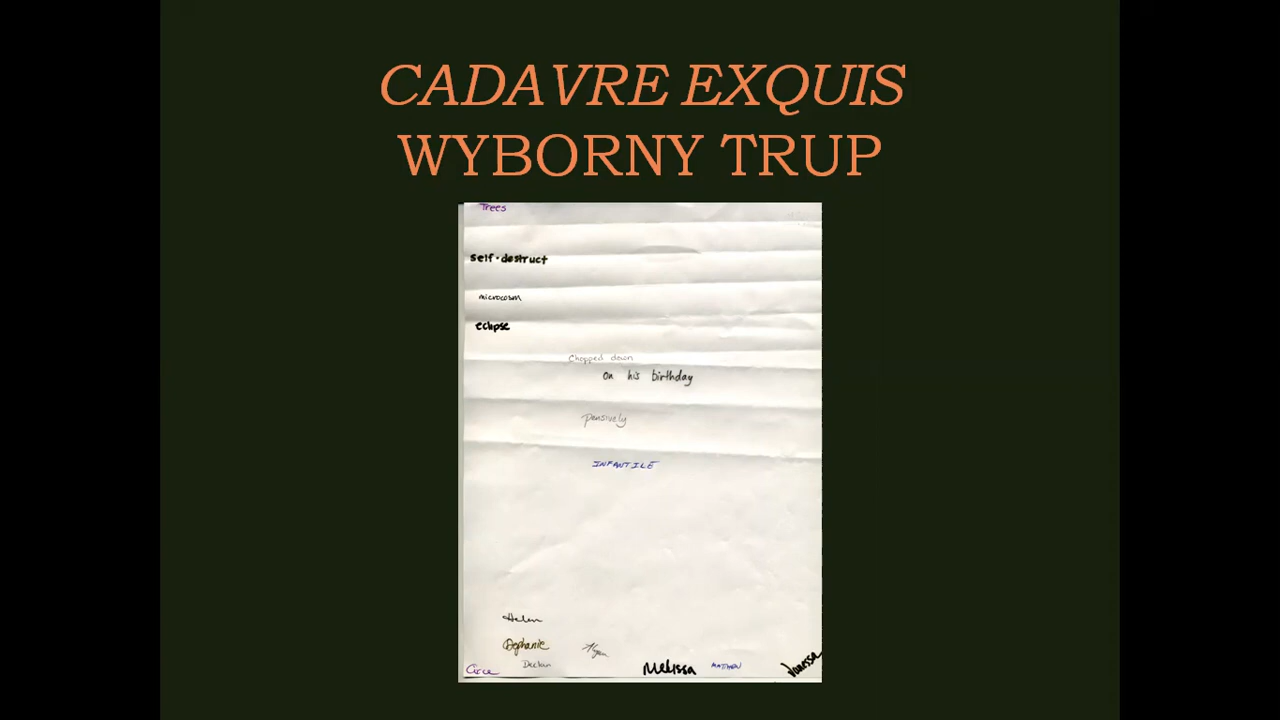 CADAVRE EXQUIS
WYBORNY TRUP
Trees
self-destruct
microcosm
eclipse
Chopped down
on his birthday
pensively
INFANTILE
Helen
Stephanie
Declan
Circe
Melissa
MATTHEW
Vanessa